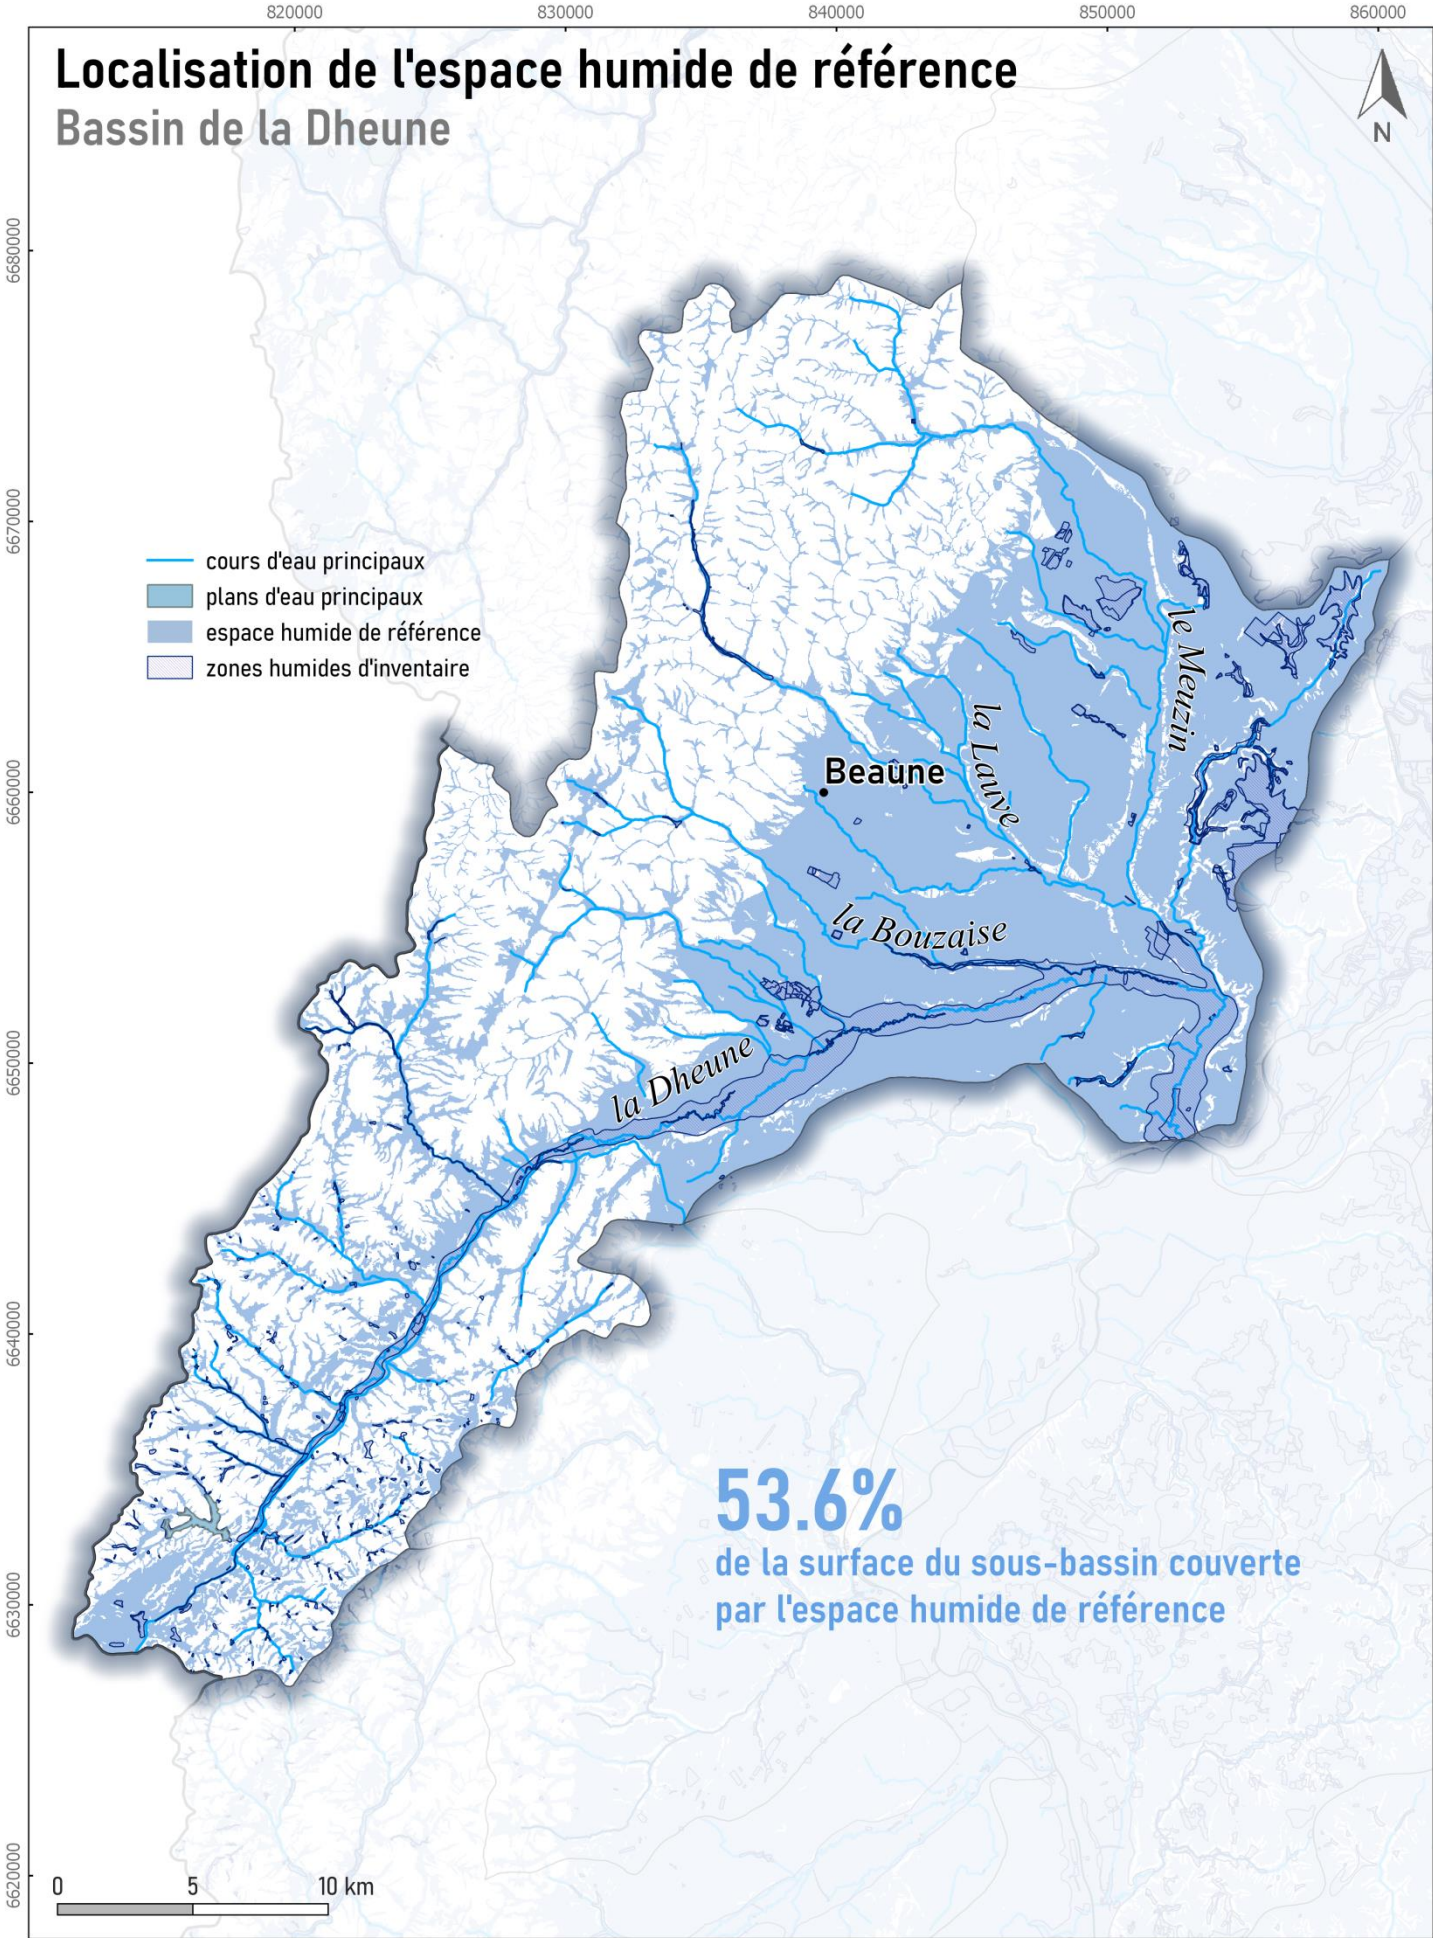 820000 830000 840000 850000 860000
Localisation de l'espace humide de référence
Bassin de la Dheune
N
6680000
6670000
cours d'eau principaux
plans d'eau principaux
espace humide de référence
zones humides d'inventaire
le Meuzin
la Lauve
Beaune
6660000
la Bouzaise
la Dheune
6650000
6640000
53.6%
de la surface du sous-bassin couverte
par l'espace humide de référence
6630000
6620000
0 5 10 km